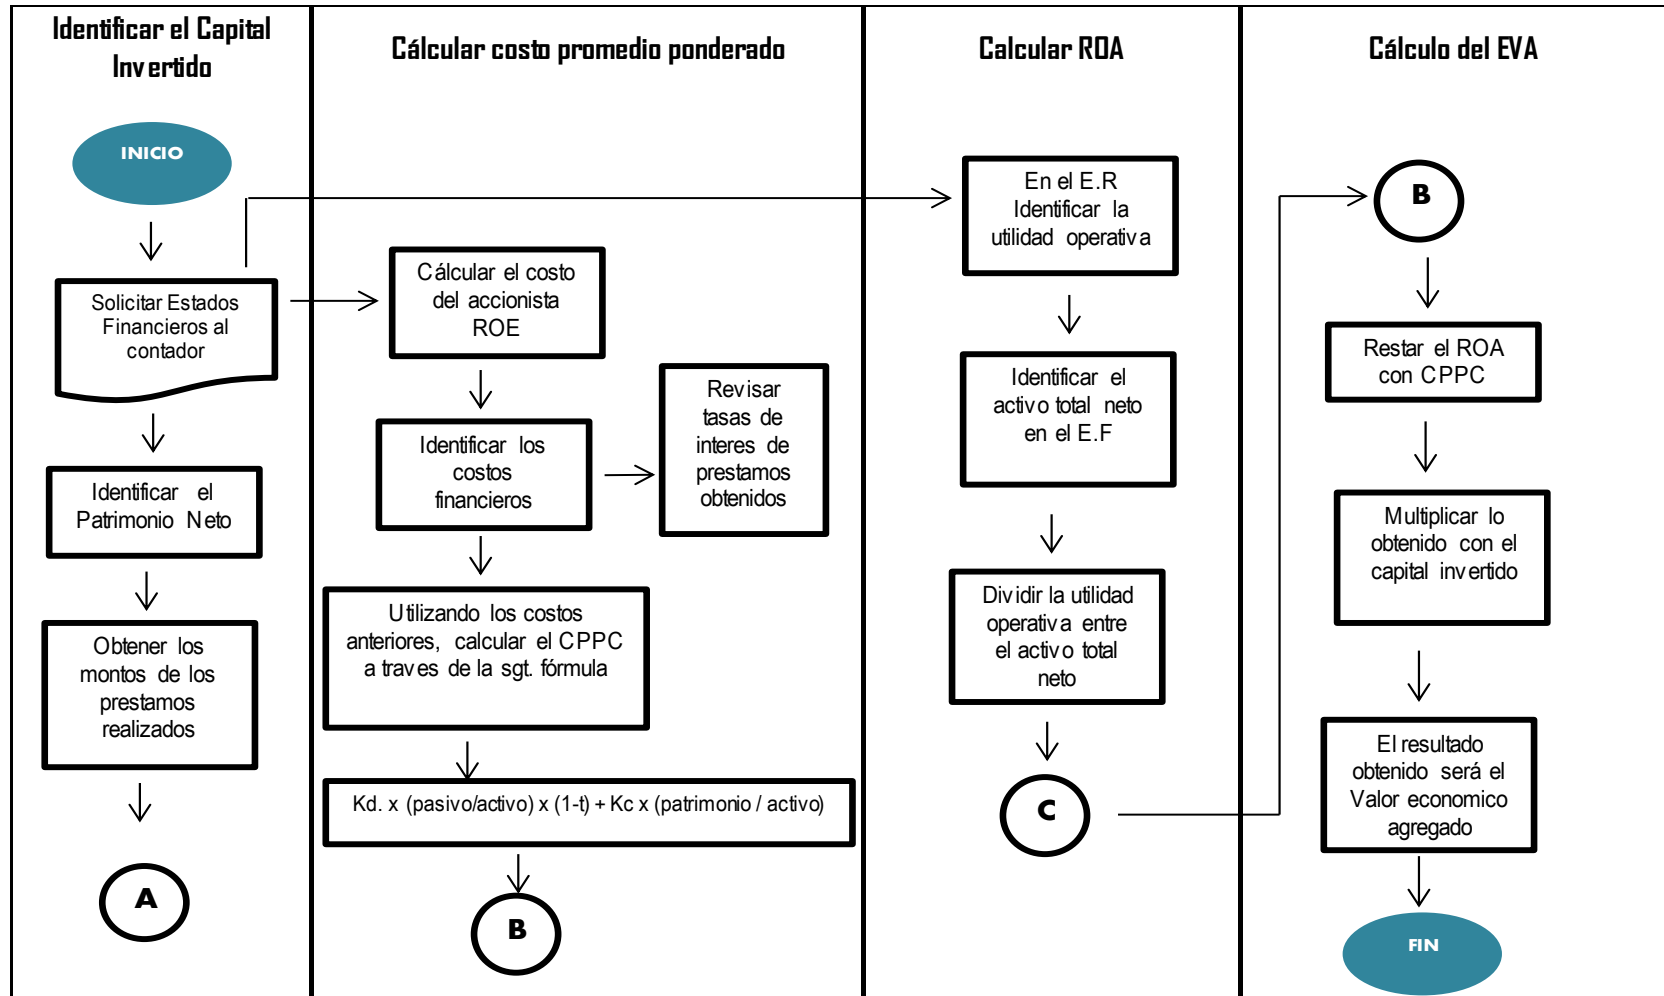 Identificar el Capital
Invertido
INICIO
Solicitar Estados
Financieros al
contador
Identificar el
Patrimonio Neto
Obtener los
montos de los
prestamos
realizados
A
Cálcular costo promedio ponderado
Cálcular el costo
del accionista
ROE
Identificar los
costos
financieros
Revisar
tasas de
interes de
prestamos
obtenidos
Utilizando los costos
anteriores, calcular el CPPC
a traves de la sgt. fórmula
Kd. x (pasivo/activo) x (1-t) + Kc x (patrimonio / activo)
B
Calcular ROA
En el E.R
Identificar la
utilidad operativa
Identificar el
activo total neto
en el E.F
Dividir la utilidad
operativa entre
el activo total
neto
C
Cálculo del EVA
B
Restar el ROA
con CPPC
Multiplicar lo
obtenido con el
capital invertido
El resultado
obtenido será el
Valor economico
agregado
FIN